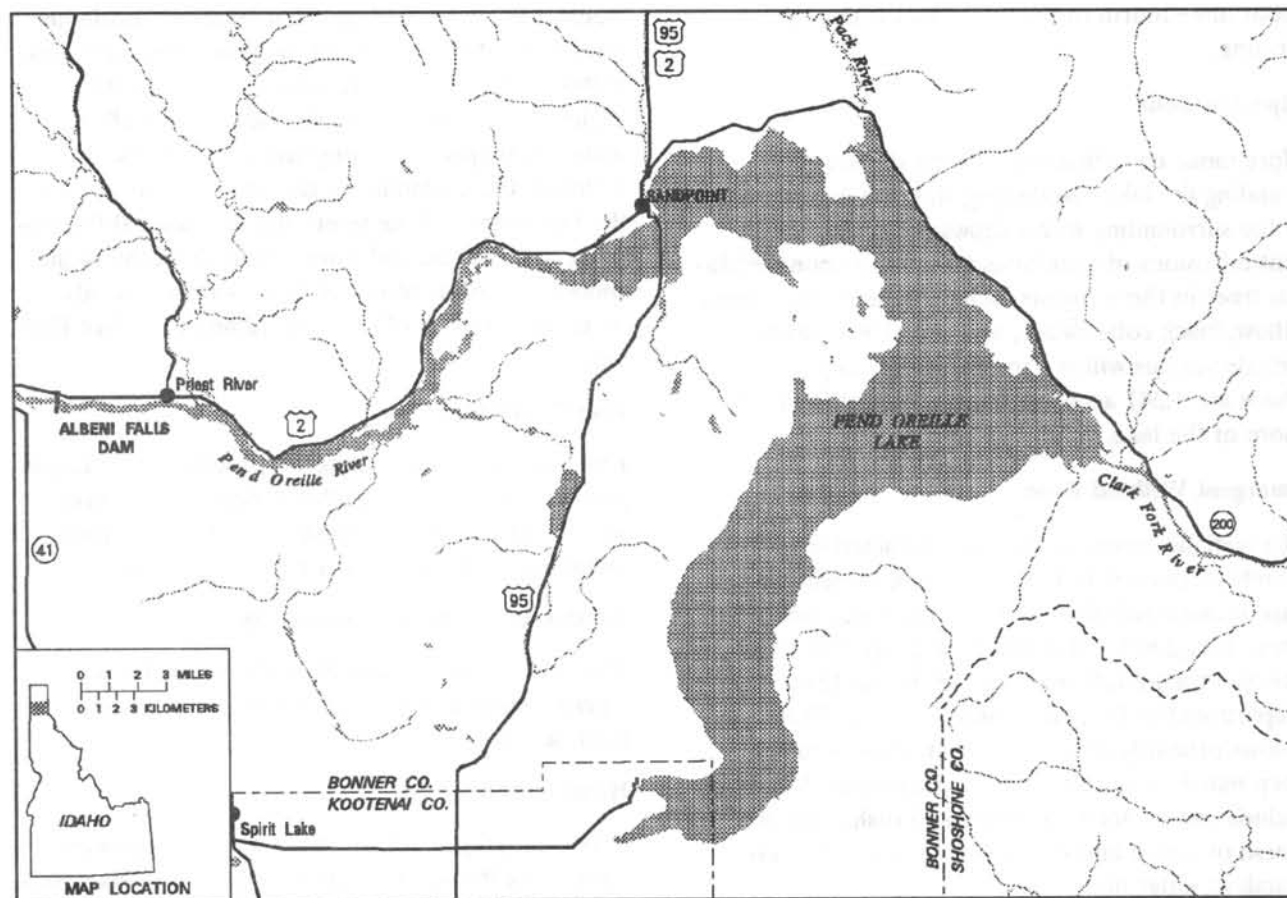 95
2
Pack River
SANDPOINT
Priest River
ALBENI FALLS
DAM
2
Pend Oreille River
PEND OREILLE
LAKE
Clark Fork River
200
41
95
0 1 2 3 MILES
0 1 2 3 KILOMETERS
BONNER CO.
KOOTENAI CO.
BONNER CO.
SHOSHONE CO.
IDAHO
Spirit Lake
MAP LOCATION